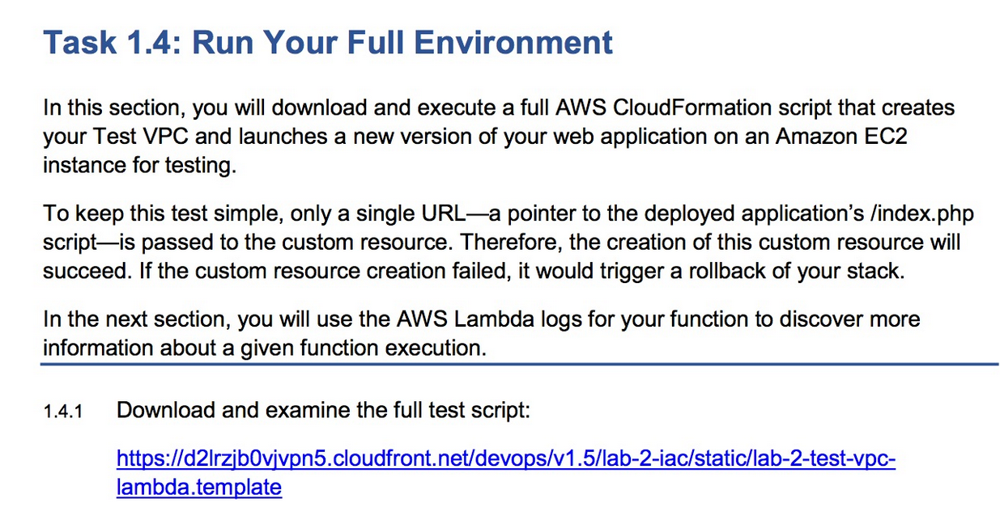 Task 1.4: Run Your Full Environment
In this section, you will download and execute a full AWS CloudFormation script that creates
your Test VPC and launches a new version of your web application on an Amazon EC2
instance for testing.
To keep this test simple, only a single URL—a pointer to the deployed application’s /index.php
script—is passed to the custom resource. Therefore, the creation of this custom resource will
succeed. If the custom resource creation failed, it would trigger a rollback of your stack.
In the next section, you will use the AWS Lambda logs for your function to discover more
information about a given function execution.
1.4.1 Download and examine the full test script:
https://d2lrzjb0vjvpn5.cloudfront.net/devops/v1.5/lab-2-iac/static/lab-2-test-vpc-
lambda.template